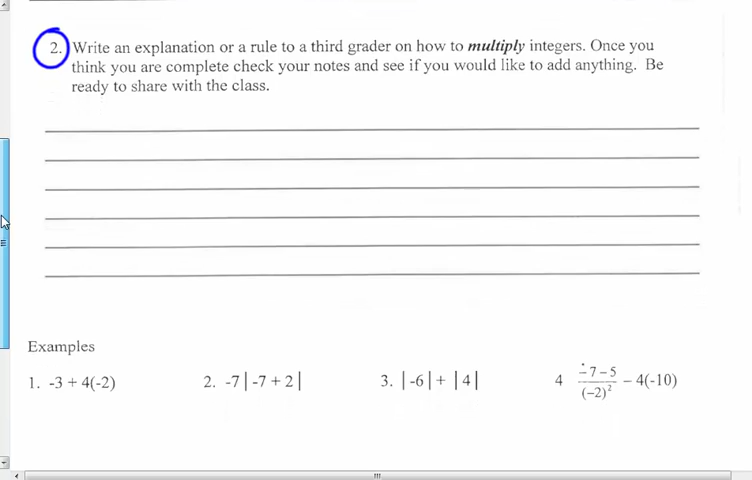 2. Write an explanation or a rule to a third grader on how to multiply integers. Once you
think you are complete check your notes and see if you would like to add anything. Be
ready to share with the class.
Examples
1. -3 + 4(-2)
2. -7|-7 + 2|
3. |-6| + |4|
4 (-7 – 5)/(–2)² – 4(-10)